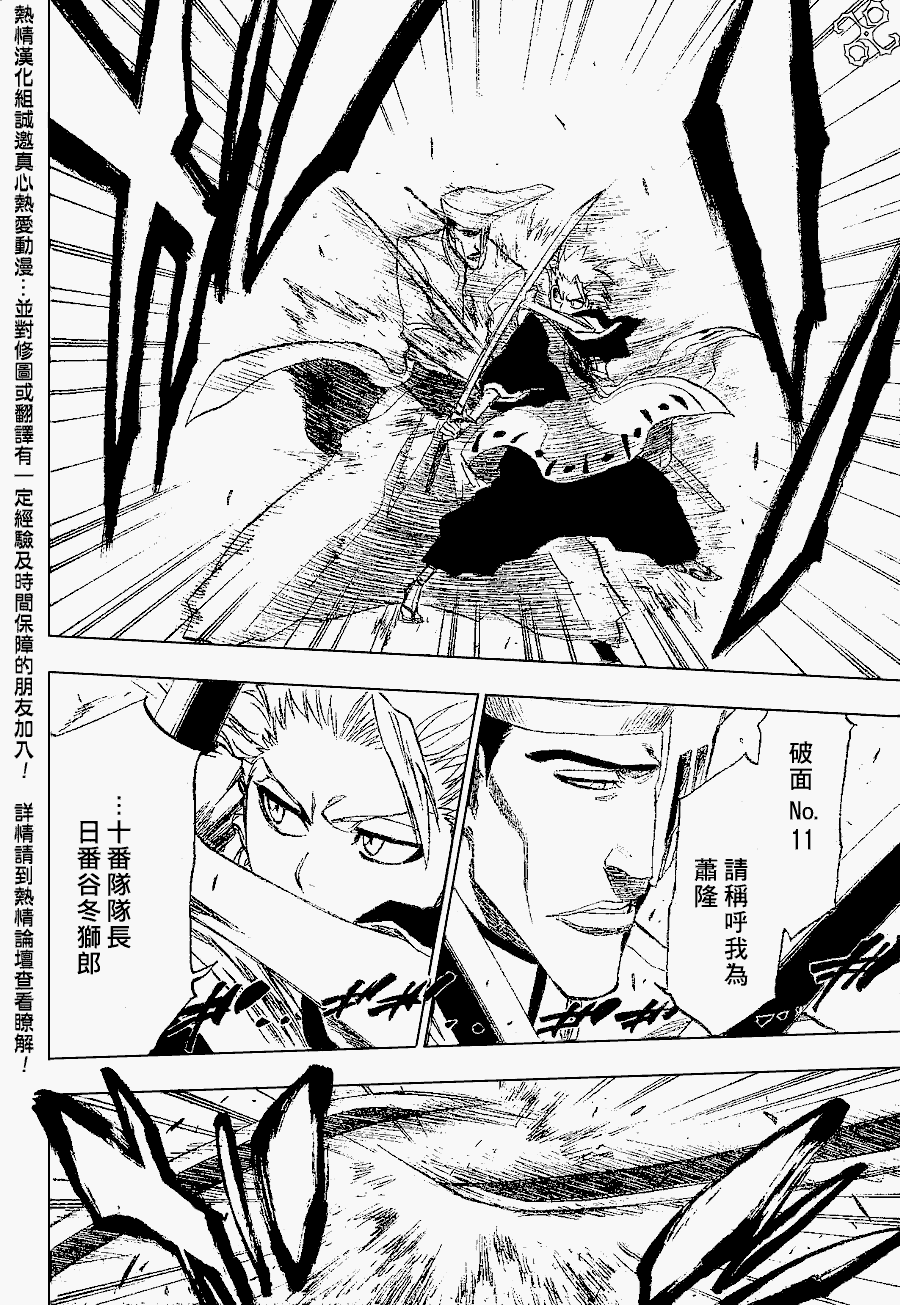 熱情漢化組誠邀真心熱愛動漫…並對修圖或翻譯有一定經驗及時間保障的朋友加入！ 詳情請到熱情論壇查看瞭解！
破面
No.
11
請稱呼我為
蕭隆
…十番隊隊長
日番谷冬獅郎